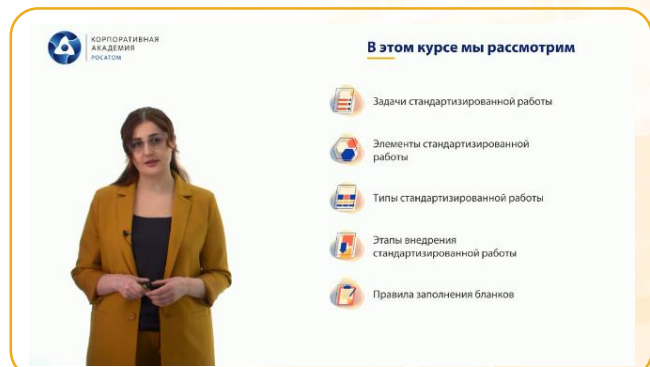 КОРПОРАТИВНАЯ
АКАДЕМИЯ
РОСАТОМ
В этом курсе мы рассмотрим
Задачи стандартизированной работы
Элементы стандартизированной
работы
Типы стандартизированной работы
Этапы внедрения
стандартизированной работы
Правила заполнения бланков